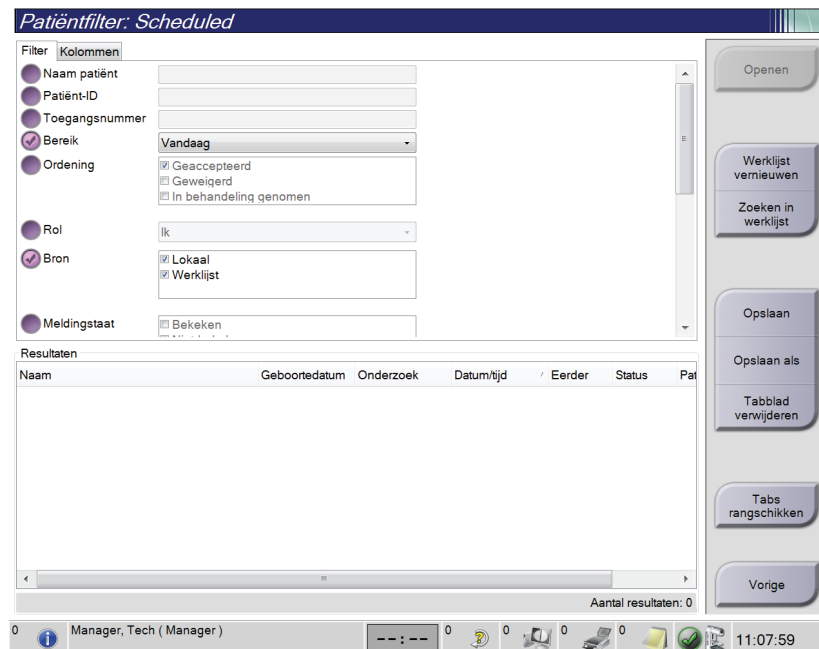 Patiëntfilter: Scheduled
Filter Kolommen
Naam patiënt
Patiënt-ID
Toegangsnummer
Bereik Vandaag
Ordening Geaccepteerd
Geweigerd
In behandeling genomen
Rol Ik
Bron Lokaal
Werklijst
Meldingstaat Bekeken
Resultaten
Naam Geboortedatum Onderzoek Datum/tijd Eerder Status Pat
Aantal resultaten: 0
Openen
Werklijst
vernieuwen
Zoeken in
werklijst
Opslaan
Opslaan als
Tabblad
verwijderen
Tabs
rangschikken
Vorige
0 Manager, Tech ( Manager ) --:-- 0 0 0 0 11:07:59